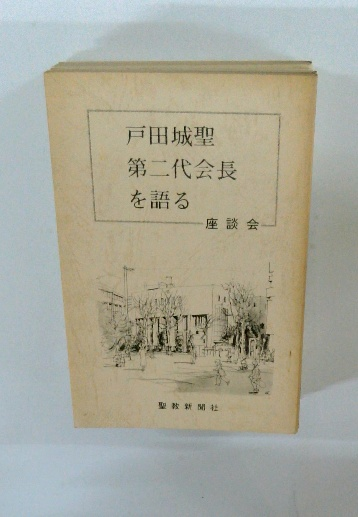 戸田城聖
第二代会長
を語る
座談会
聖教新聞社